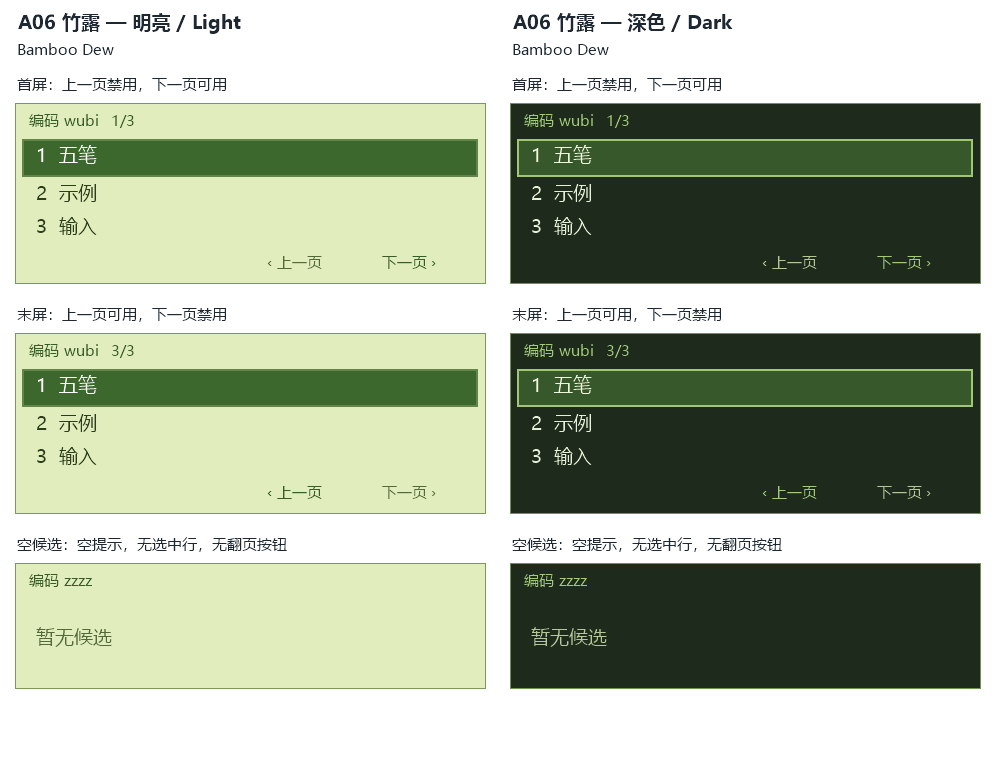 A06 竹露 — 明亮 / Light
Bamboo Dew
首屏：上一页禁用，下一页可用
编码 wubi 1/3
1 五笔
2 示例
3 输入
‹ 上一页 下一页 ›
末屏：上一页可用，下一页禁用
编码 wubi 3/3
1 五笔
2 示例
3 输入
‹ 上一页 下一页 ›
空候选：空提示，无选中行，无翻页按钮
编码 zzzz
暂无候选
A06 竹露 — 深色 / Dark
Bamboo Dew
首屏：上一页禁用，下一页可用
编码 wubi 1/3
1 五笔
2 示例
3 输入
‹ 上一页 下一页 ›
末屏：上一页可用，下一页禁用
编码 wubi 3/3
1 五笔
2 示例
3 输入
‹ 上一页 下一页 ›
空候选：空提示，无选中行，无翻页按钮
编码 zzzz
暂无候选